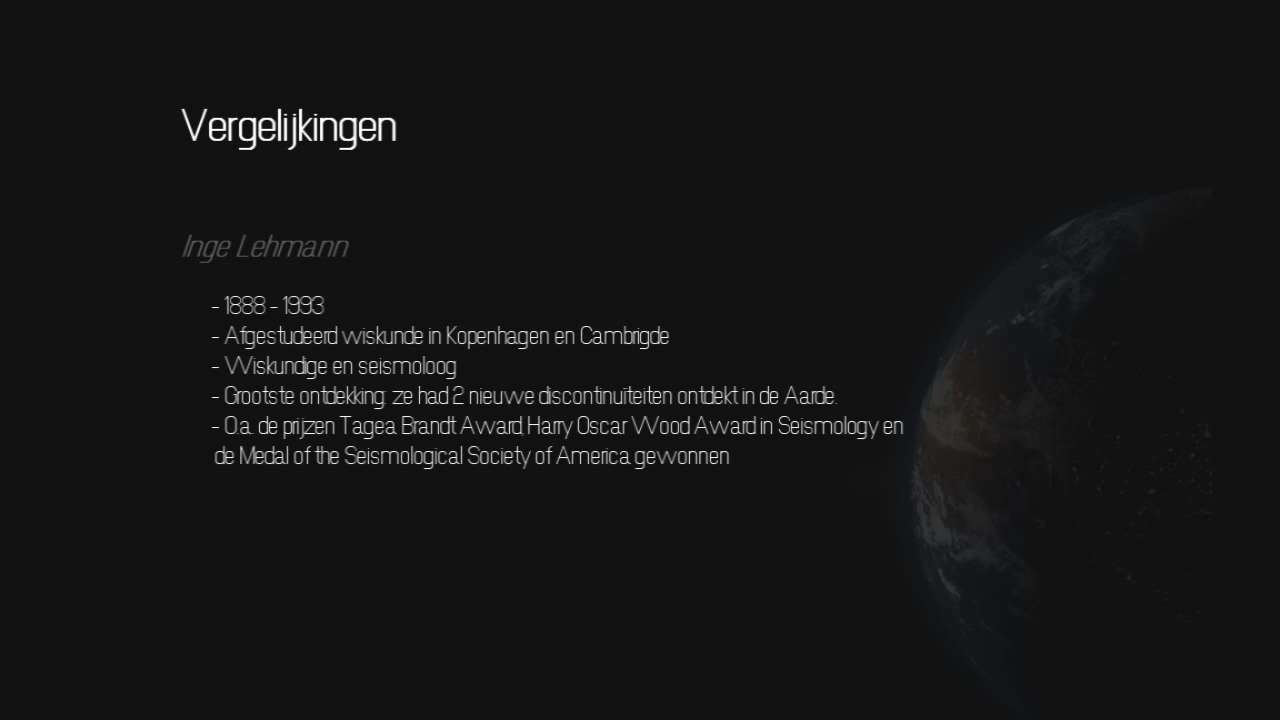 Vergelijkingen
Inge Lehmann
- 1888 - 1993
- Afgestudeerd wiskunde in Kopenhagen en Cambrigde
- Wiskundige en seismoloog
- Grootste ontdekking: ze had 2 nieuwe discontinuïteiten ontdekt in de Aarde.
- O.a. de prijzen Tagea Brandt Award, Harry Oscar Wood Award in Seismology en
de Medal of the Seismological Society of America gewonnen